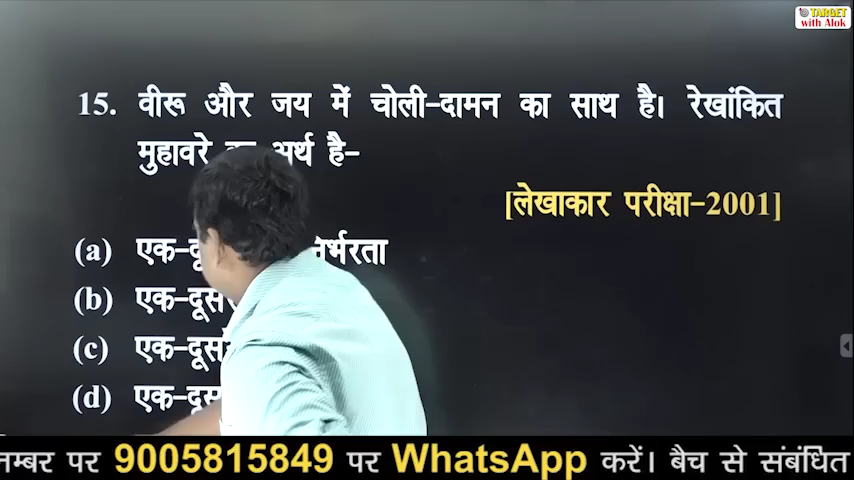 TARGET
with Alok
15. वीरू और जय में चोली-दामन का साथ है। रेखांकित
मुहावरे अर्थ है-
[लेखाकार परीक्षा-2001]
(a) एक-
(b) एक-
(c) एक-
(d) एक-
नम्बर पर 9005815849 पर WhatsApp करें। बैच से संबंधित